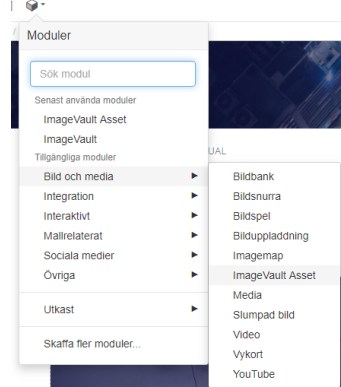 Moduler
Sök modul
Senast använda moduler
ImageVault Asset
ImageVault
Tillgängliga moduler
UAL
Bild och media
Integration
Interaktivt
Mallrelaterat
Sociala medier
Övriga
Utkast
Skaffa fler moduler...
Bildbank
Bildsnurra
Bildspel
Bilduppladdning
Imagemap
ImageVault Asset
Media
Slumpad bild
Video
Vykort
YouTube